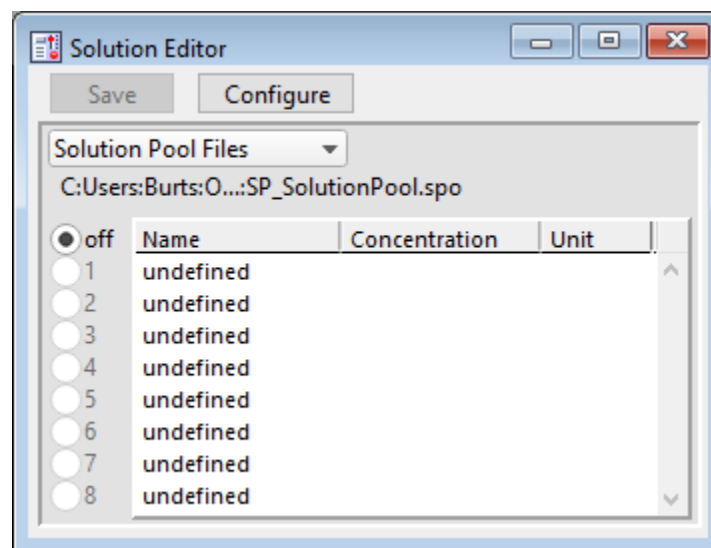 Solution Editor
Save Configure
Solution Pool Files
C:Users:Burts:O...:SP_SolutionPool.spo
off Name Concentration Unit
1 undefined
2 undefined
3 undefined
4 undefined
5 undefined
6 undefined
7 undefined
8 undefined